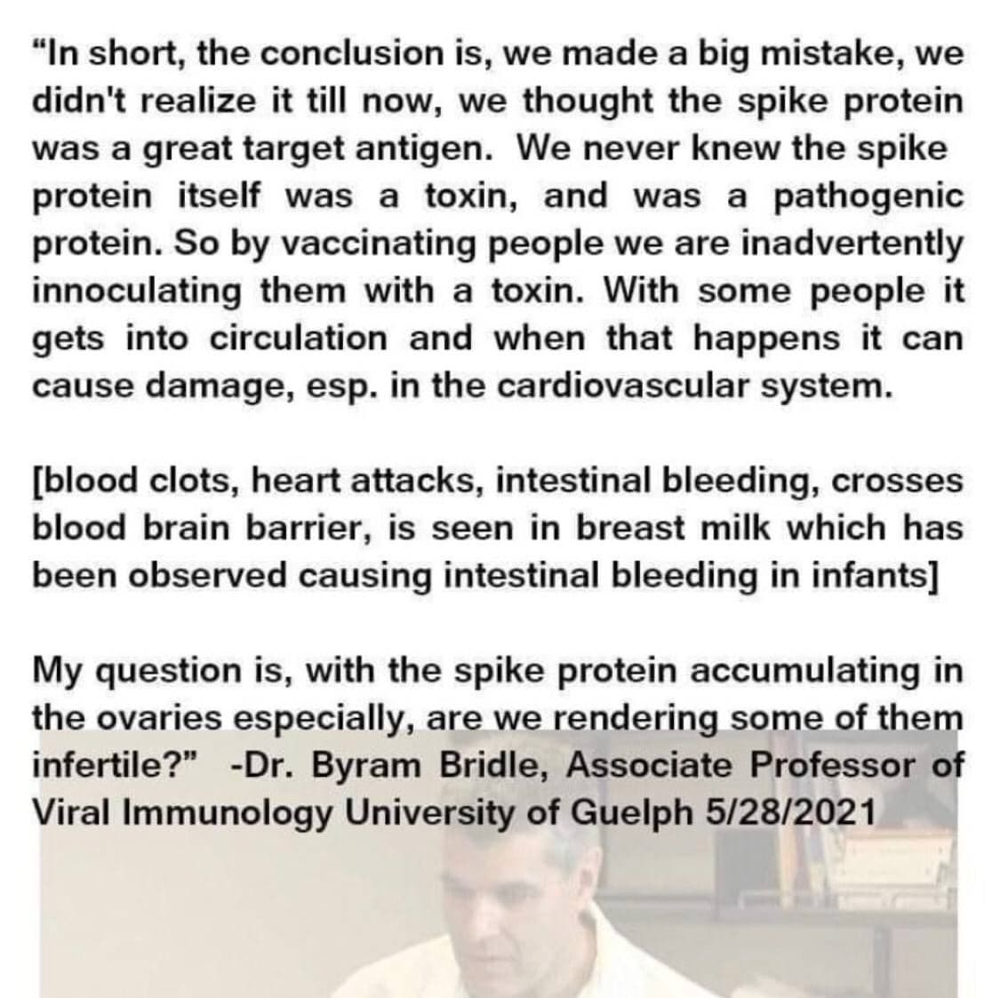 “In short, the conclusion is, we made a big mistake, we
didn't realize it till now, we thought the spike protein
was a great target antigen. We never knew the spike
protein itself was a toxin, and was a pathogenic
protein. So by vaccinating people we are inadvertently
innoculating them with a toxin. With some people it
gets into circulation and when that happens it can
cause damage, esp. in the cardiovascular system.
[blood clots, heart attacks, intestinal bleeding, crosses
blood brain barrier, is seen in breast milk which has
been observed causing intestinal bleeding in infants]
My question is, with the spike protein accumulating in
the ovaries especially, are we rendering some of them
infertile?” -Dr. Byram Bridle, Associate Professor of
Viral Immunology University of Guelph 5/28/2021